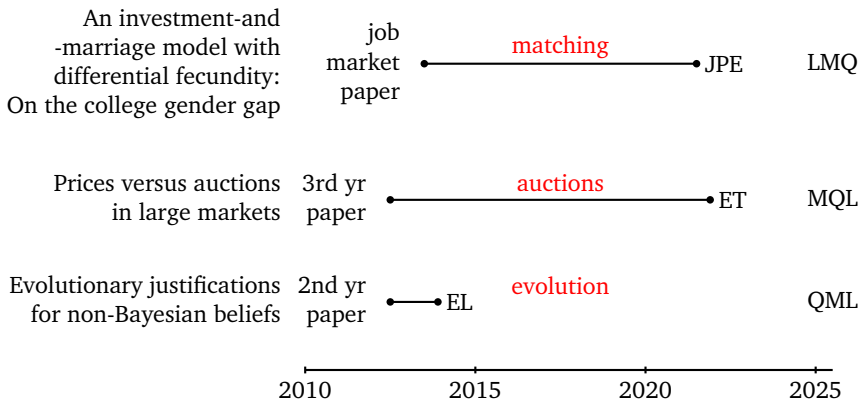 An investment-and
-marriage model with
differential fecundity:
On the college gender gap
job
market
paper
matching
JPE
LMQ
Prices versus auctions
in large markets
3rd yr
paper
auctions
ET
MQL
Evolutionary justifications
for non-Bayesian beliefs
2nd yr
paper
EL
evolution
QML
2010 2015 2020 2025